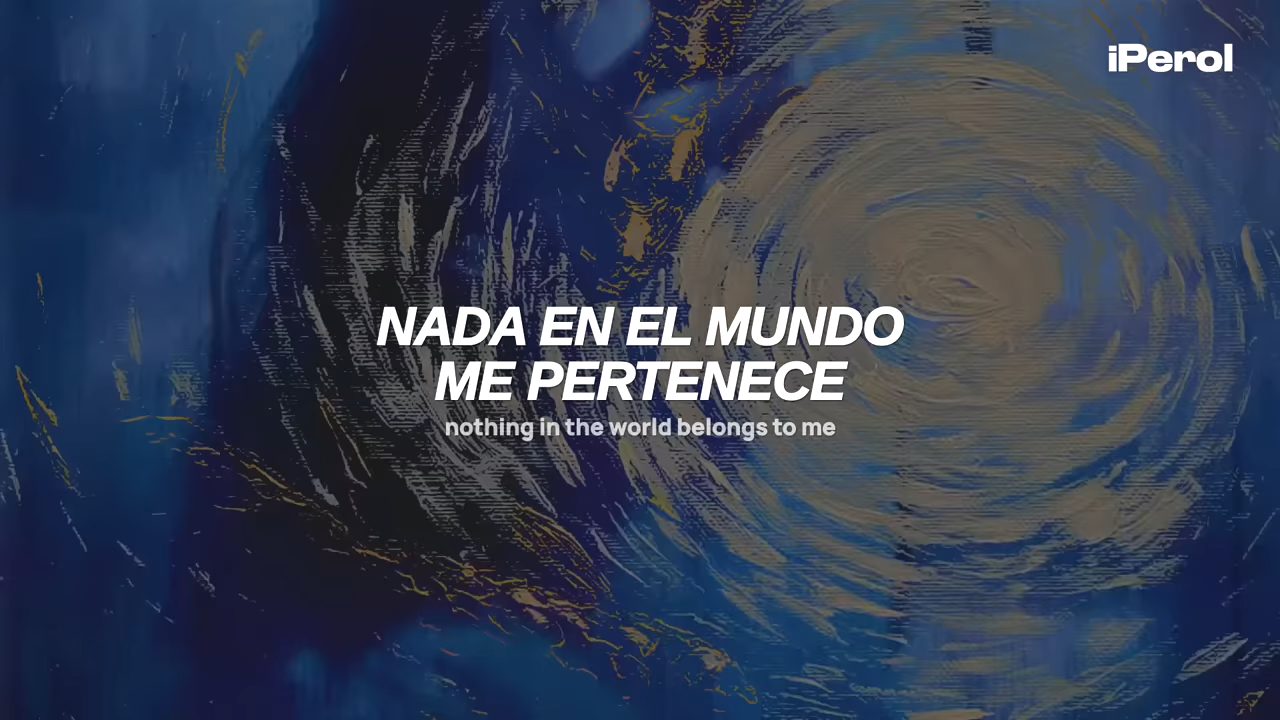 iPerol
NADA EN EL MUNDO
ME PERTENECE
nothing in the world belongs to me